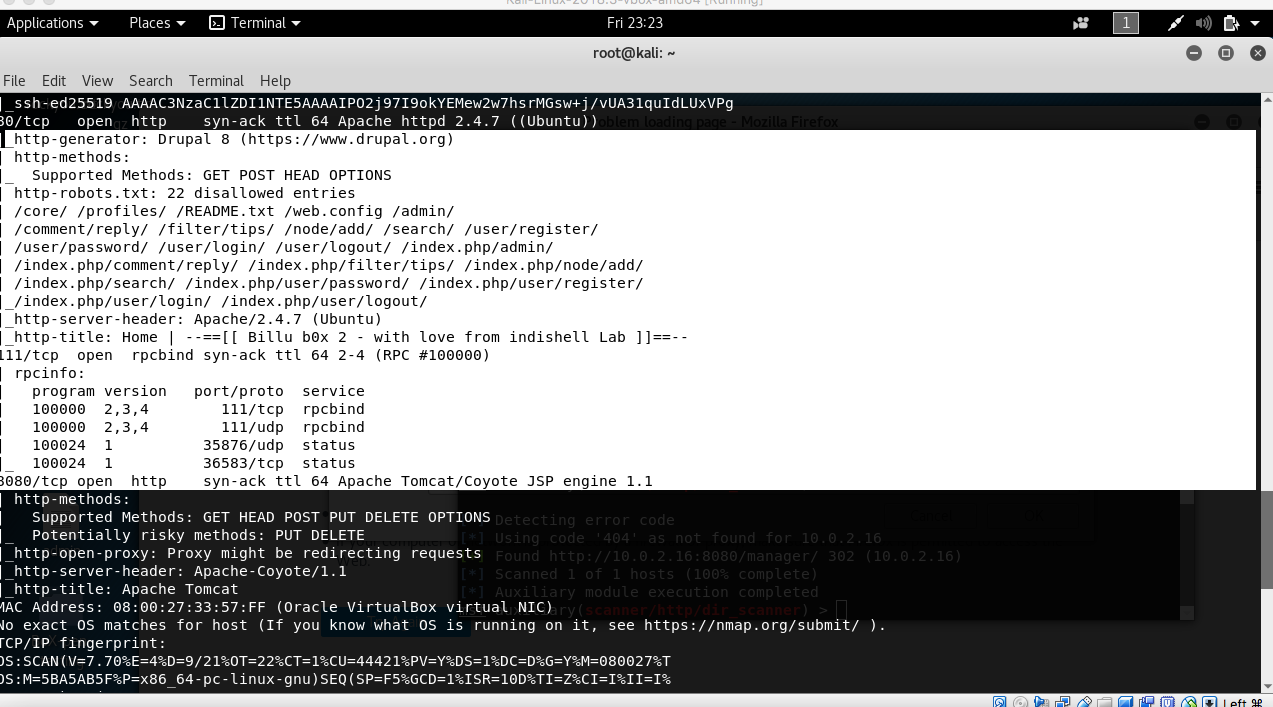 Kali-Linux-2018.3-vbox-amd64 [Running]
Applications Places Terminal Fri 23:23 1
root@kali: ~
File Edit View Search Terminal Help
|_ssh-ed25519 AAAAC3NzaC1lZDI1NTE5AAAAIPO2j97I9okYEMew2w7hsrMGsw+j/vUA31quIdLUxVPg
80/tcp open http syn-ack ttl 64 Apache httpd 2.4.7 ((Ubuntu))
Problem loading page - Mozilla Firefox
|_http-generator: Drupal 8 (https://www.drupal.org)
| http-methods:
|_ Supported Methods: GET POST HEAD OPTIONS
| http-robots.txt: 22 disallowed entries
| /core/ /profiles/ /README.txt /web.config /admin/
| /comment/reply/ /filter/tips/ /node/add/ /search/ /user/register/
| /user/password/ /user/login/ /user/logout/ /index.php/admin/
| /index.php/comment/reply/ /index.php/filter/tips/ /index.php/node/add/
| /index.php/search/ /index.php/user/password/ /index.php/user/register/
|_/index.php/user/login/ /index.php/user/logout/
|_http-server-header: Apache/2.4.7 (Ubuntu)
|_http-title: Home | --==[[ Billu b0x 2 - with love from indishell Lab ]]==--
111/tcp open rpcbind syn-ack ttl 64 2-4 (RPC #100000)
| rpcinfo:
| program version port/proto service
| 100000 2,3,4 111/tcp rpcbind
| 100000 2,3,4 111/udp rpcbind
| 100024 1 35876/udp status
|_ 100024 1 36583/tcp status
8080/tcp open http syn-ack ttl 64 Apache Tomcat/Coyote JSP engine 1.1
| http-methods:
| Supported Methods: GET HEAD POST PUT DELETE OPTIONS
|_ Potentially risky methods: PUT DELETE
|_http-open-proxy: Proxy might be redirecting requests
|_http-server-header: Apache-Coyote/1.1
|_http-title: Apache Tomcat
MAC Address: 08:00:27:33:57:FF (Oracle VirtualBox virtual NIC)
No exact OS matches for host (If you know what OS is running on it, see https://nmap.org/submit/ ).
TCP/IP fingerprint:
OS:SCAN(V=7.70%E=4%D=9/21%OT=22%CT=1%CU=44421%PV=Y%DS=1%DC=D%G=Y%M=080027%T
OS:M=5BA5AB5F%P=x86_64-pc-linux-gnu)SEQ(SP=F5%GCD=1%ISR=10D%TI=Z%CI=I%II=I%
Detecting error code
[*] Using code '404' as not found for 10.0.2.16
[+] Found http://10.0.2.16:8080/manager/ 302 (10.0.2.16)
[*] Scanned 1 of 1 hosts (100% complete)
[*] Auxiliary module execution completed
(scanner/http/dir_scanner) >
Left ⌘